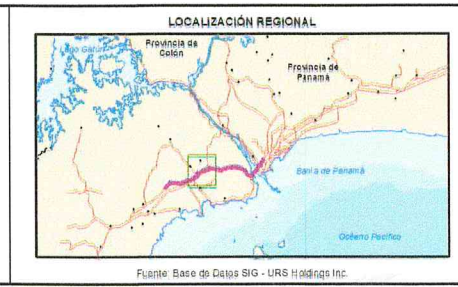 LOCALIZACIÓN REGIONAL
Lago Gatún
Provincia de
Colón
Provincia de
Panamá
Bahía de Panamá
Océano Pacífico
Fuente: Base de Datos SIG - URS Holdings Inc.